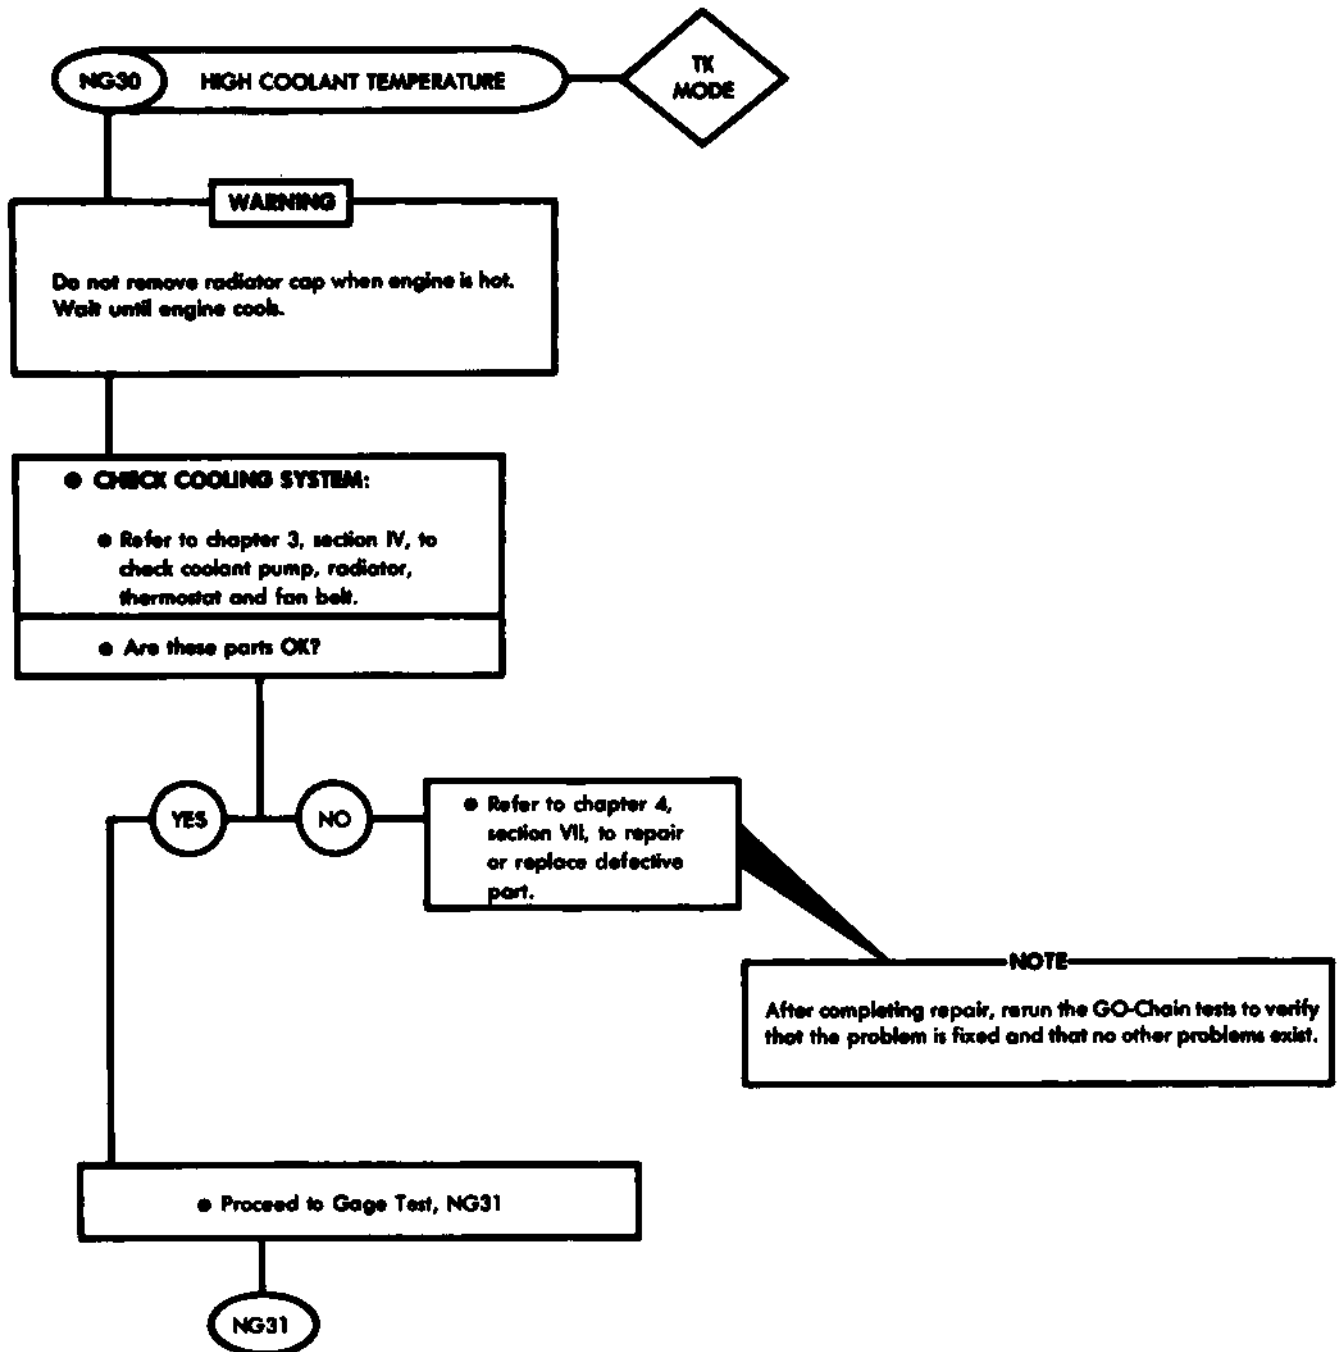 NG30 HIGH COOLANT TEMPERATURE
TK
MODE
WARNING
Do not remove radiator cap when engine is hot.
Wait until engine cools.
● CHECK COOLING SYSTEM:
● Refer to chapter 3, section IV, to
check coolant pump, radiator,
thermostat and fan belt.
● Are these parts OK?
YES
NO
● Refer to chapter 4,
section VII, to repair
or replace defective
part.
NOTE
After completing repair, rerun the GO-Chain tests to verify
that the problem is fixed and that no other problems exist.
● Proceed to Gage Test, NG31
NG31